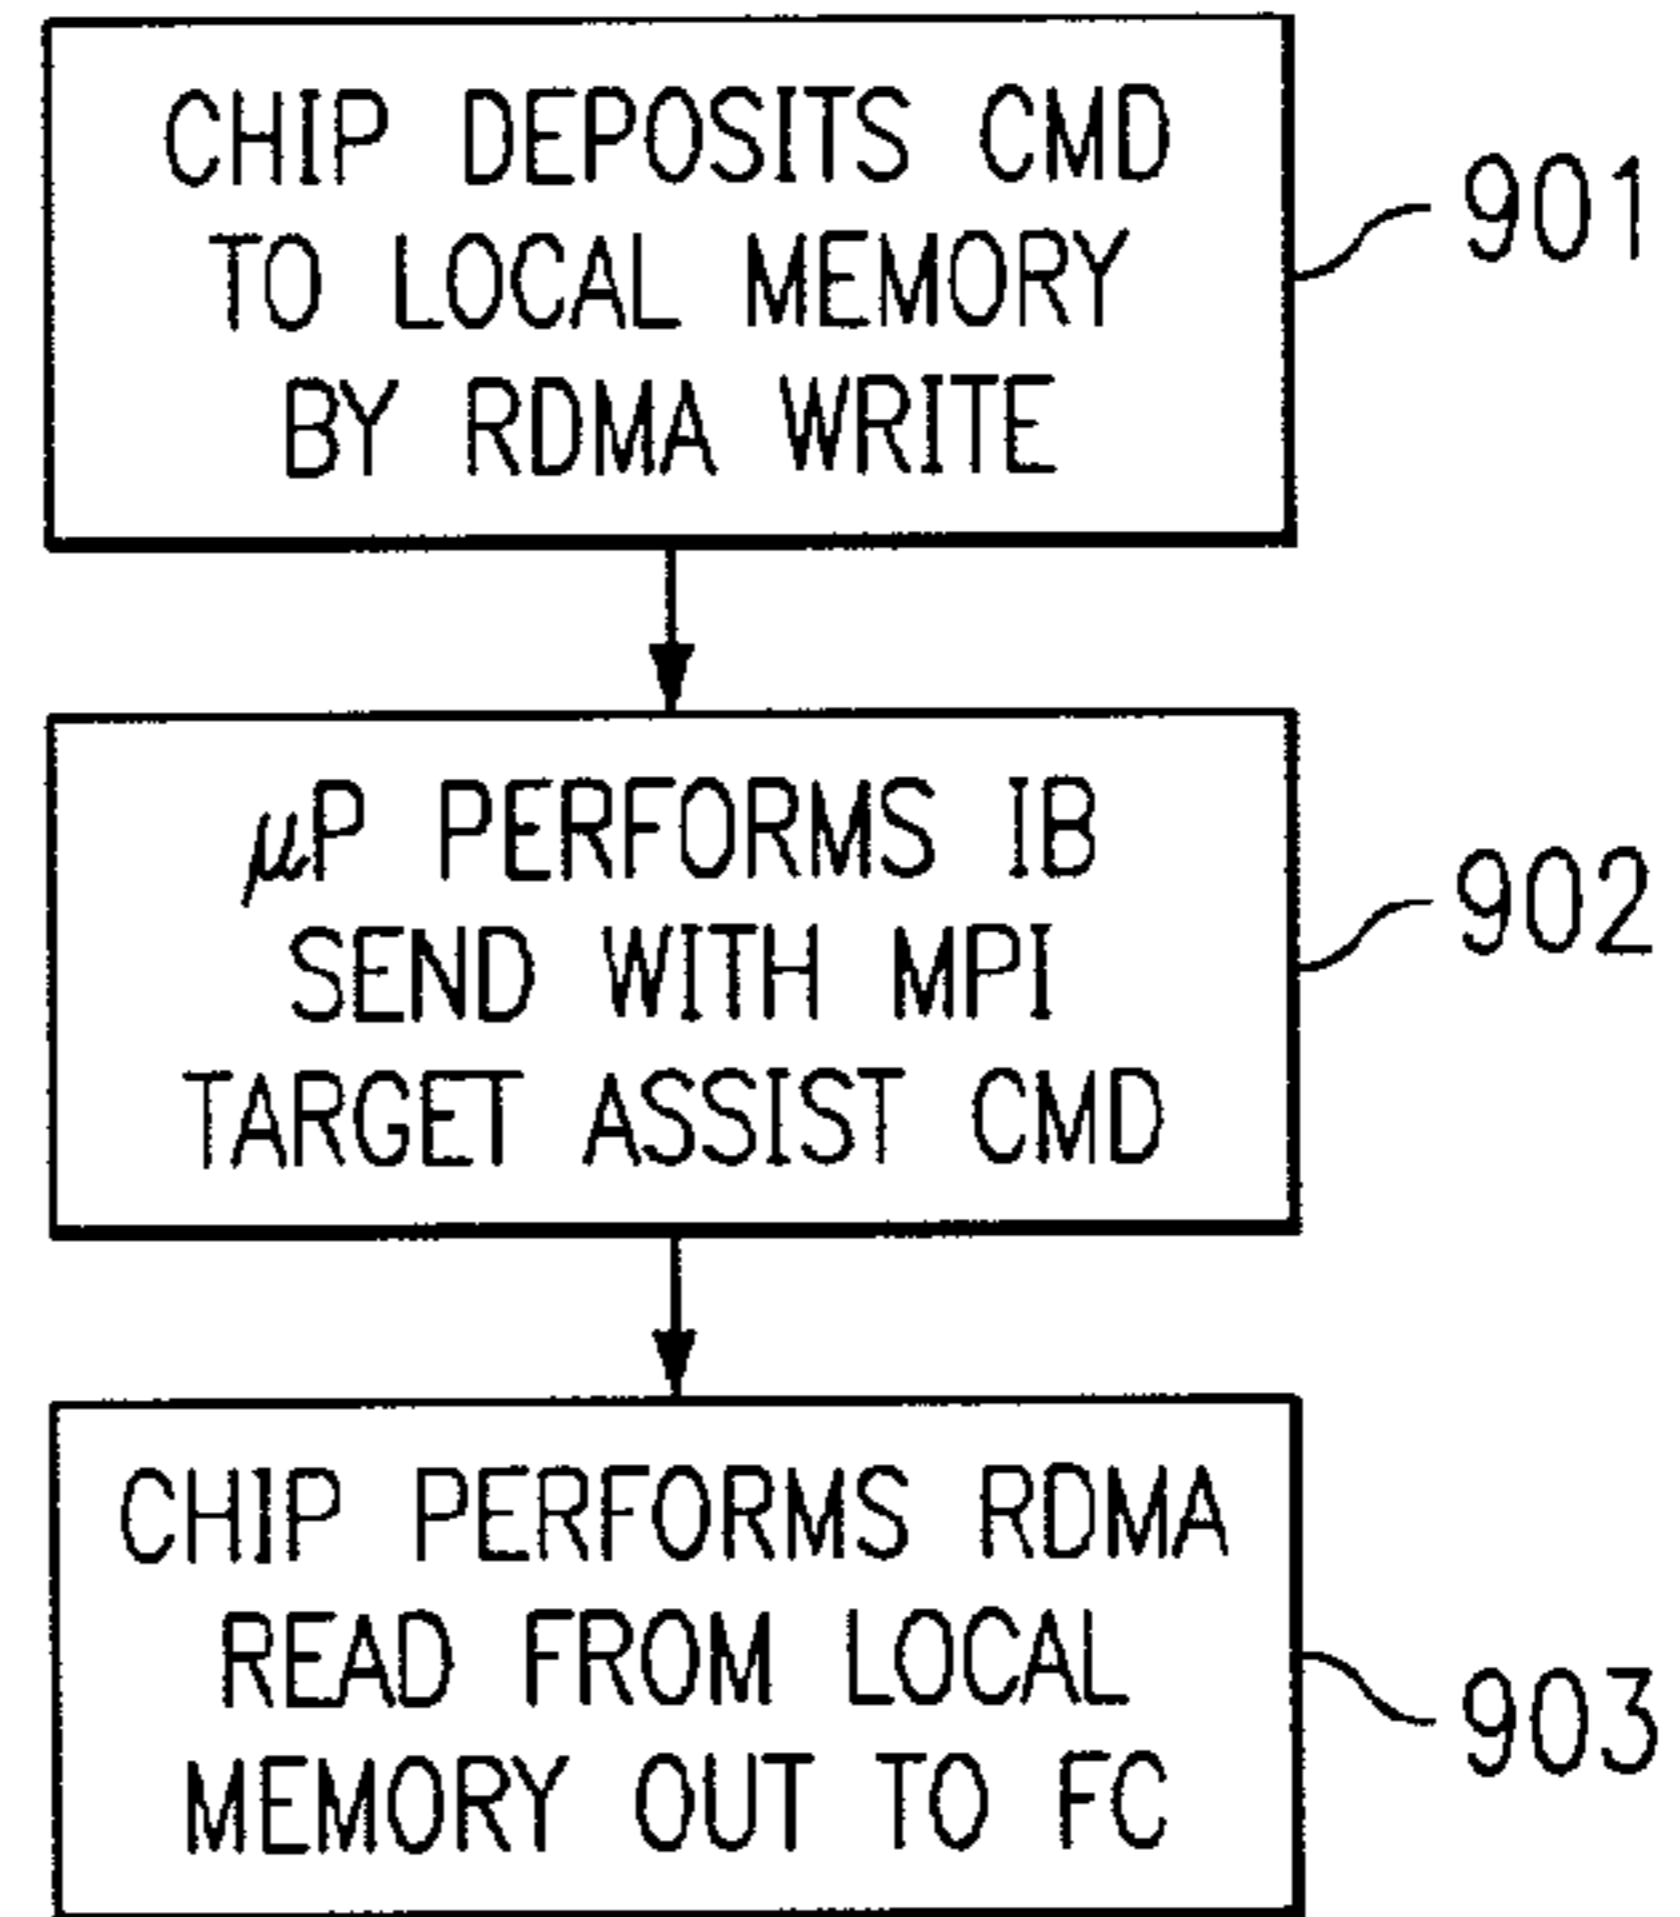 CHIP DEPOSITS CMD
TO LOCAL MEMORY
BY RDMA WRITE
901
μP PERFORMS IB
SEND WITH MPI
TARGET ASSIST CMD
902
CHIP PERFORMS RDMA
READ FROM LOCAL
MEMORY OUT TO FC
903